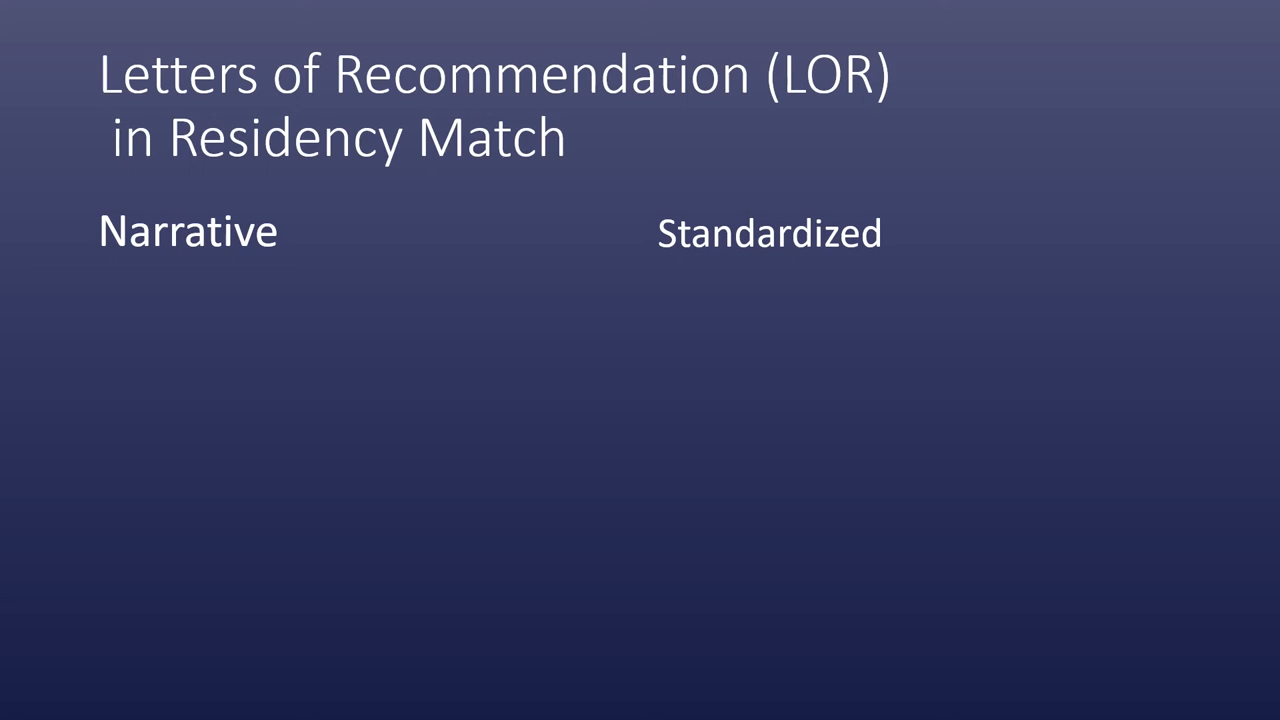 Letters of Recommendation (LOR)
in Residency Match
Narrative
Standardized